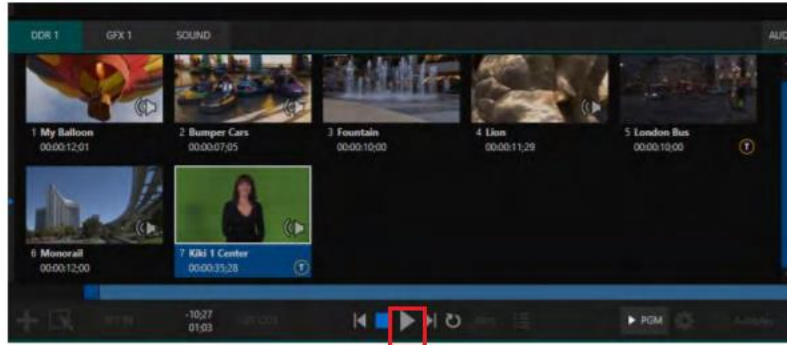 DDR 1 GFX 1 SOUND
1 My Balloon
00:00:12;01
2 Bumper Cars
00:00:07;05
3 Fountain
00:00:10;00
4 Lion
00:00:11;29
5 London Bus
00:00:10;00
T
6 Monorail
00:00:12;00
7 Kiki 1 Center
00:00:35;28
T
-10;27
01;03
PGM